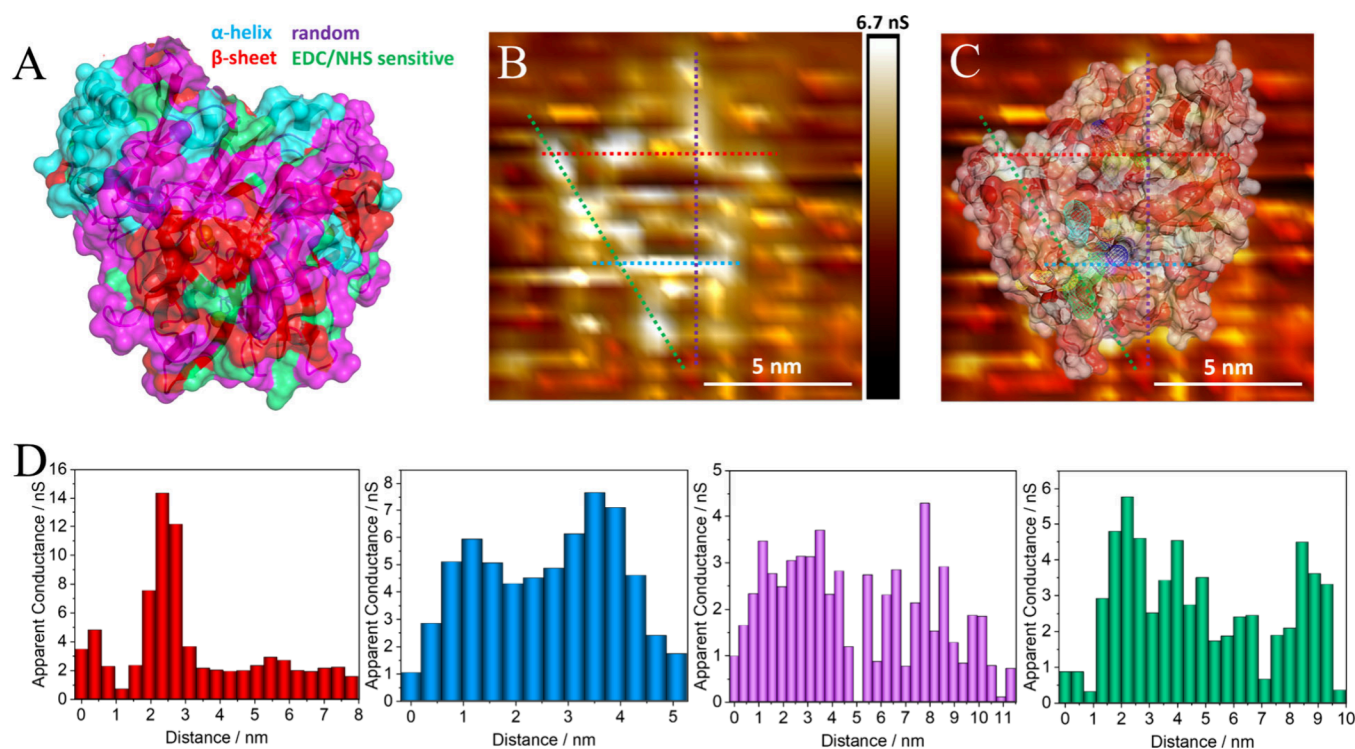 A
α-helix random
β-sheet EDC/NHS sensitive
B
6.7 nS
5 nm
C
5 nm
D
Apparent Conductance / nS
16
14
12
10
8
6
4
2
0
0 1 2 3 4 5 6 7 8
Distance / nm
Apparent Conductance / nS
8
7
6
5
4
3
2
1
0
0 1 2 3 4 5
Distance / nm
Apparent Conductance / nS
5
4
3
2
1
0
0 1 2 3 4 5 6 7 8 9 10 11
Distance / nm
Apparent Conductance / nS
6
5
4
3
2
1
0
0 1 2 3 4 5 6 7 8 9 10
Distance / nm